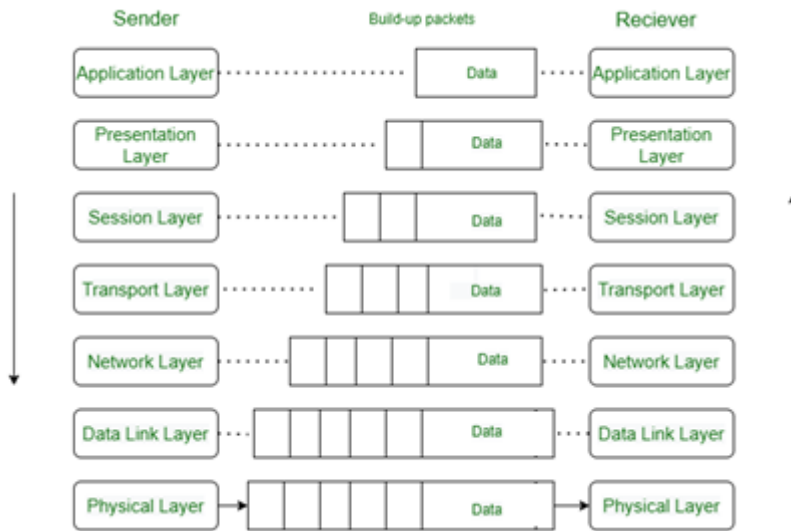 Sender Build-up packets Reciever
Application Layer Data Application Layer
Presentation
Layer Data Presentation
Layer
Session Layer Data Session Layer
Transport Layer Data Transport Layer
Network Layer Data Network Layer
Data Link Layer Data Data Link Layer
Physical Layer Data Physical Layer